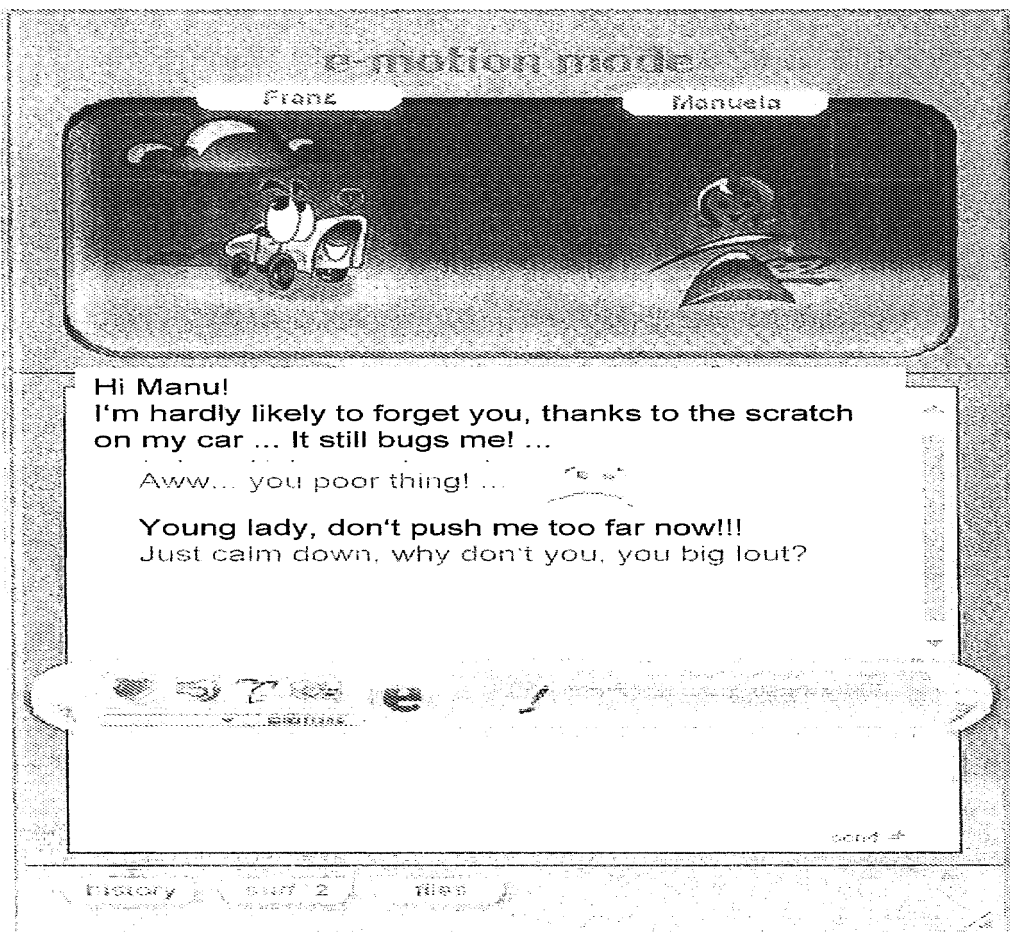 e-motion mode
Franz
Manuela
Hi Manu!
I'm hardly likely to forget you, thanks to the scratch
on my car ... It still bugs me! ...
Aww... you poor thing! ...
Young lady, don't push me too far now!!!
Just calm down, why don't you, you big lout?
e
send
history
surf 2
files